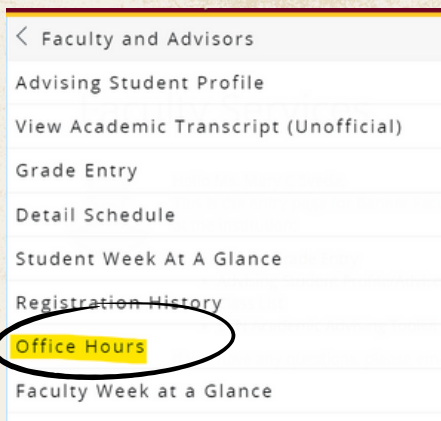 < Faculty and Advisors
Advising Student Profile
View Academic Transcript (Unofficial)
Grade Entry
Detail Schedule
Student Week At A Glance
Registration History
Office Hours
Faculty Week at a Glance